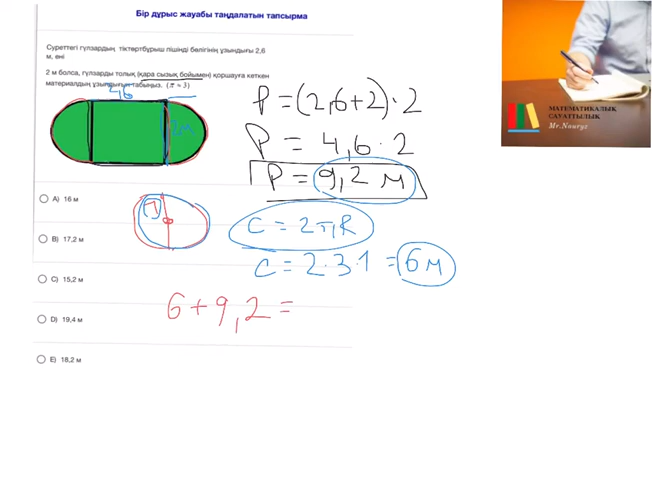 Бір дұрыс жауабы таңдалатын тапсырма
Суреттегі гүлзардың тіктөртбұрыш пішінді бөлігінің ұзындығы 2,6
м, ені
2 м болса, гүлзарды толық (қара сызық бойымен) қоршауға кеткен
материалдың ұзындығын табыңыз. (π ≈ 3)
2,6
2м
A) 16 м
B) 17,2 м
C) 15,2 м
D) 19,4 м
E) 18,2 м
P = (2,6+2)·2
P = 4,6·2
P = 9,2 м
1
C = 2πR
C = 2·3·1 = 6м
6+9,2=
МАТЕМАТИКАЛЫҚ
САУАТТЫЛЫҚ
Mr.Nauryz